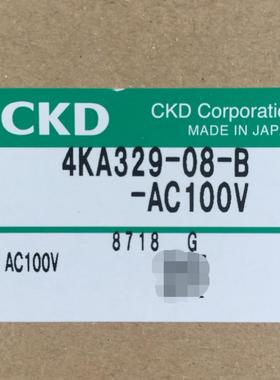 CKD
CKD Corporation
MADE IN JAP
4KA329-08-B
-AC100V
8718 G
AC100V